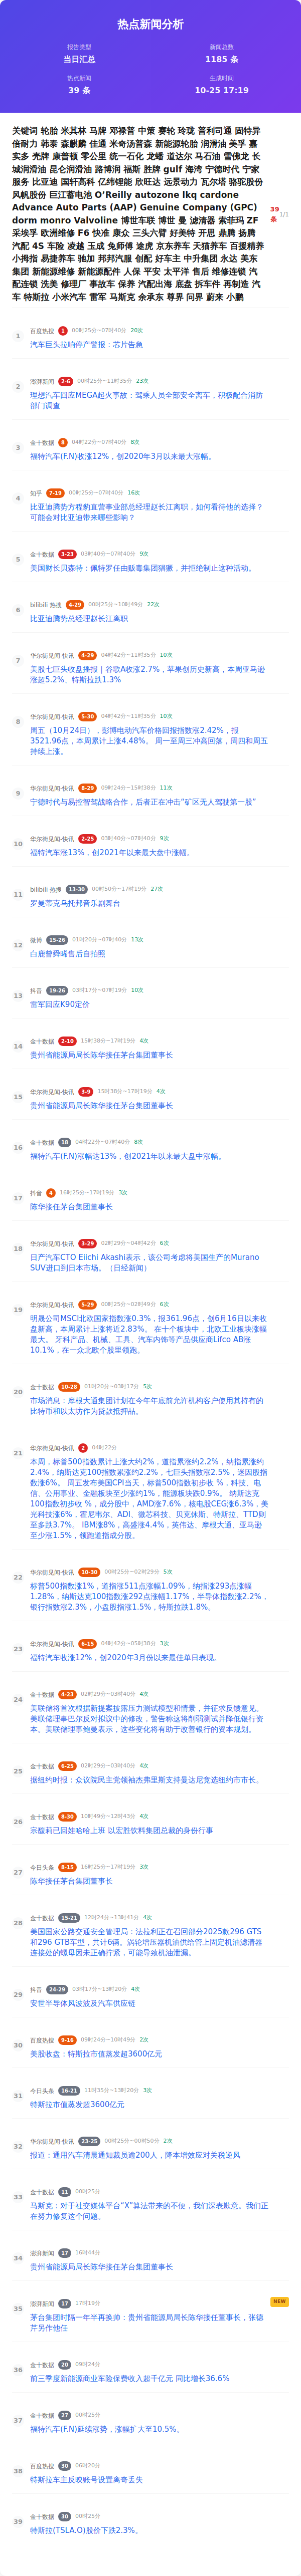 热点新闻分析
报告类型
当日汇总
新闻总数
1185 条
热点新闻
39 条
生成时间
10-25 17:19
关键词 轮胎 米其林 马牌 邓禄普 中策 赛轮 玲珑 普利司通 固特异
倍耐力 韩泰 森麒麟 佳通 米奇汤普森 新能源轮胎 润滑油 美孚 嘉
实多 壳牌 康普顿 零公里 统一石化 龙蟠 道达尔 马石油 雪佛龙 长
城润滑油 昆仑润滑油 路博润 福斯 胜牌 gulf 海湾 宁德时代 宁家
服务 比亚迪 国轩高科 亿纬锂能 欣旺达 远景动力 瓦尔塔 骆驼股份
风帆股份 巨江蓄电池 O’Reilly autozone lkq cardone
Advance Auto Parts (AAP) Genuine Company (GPC)
dorm monro Valvoline 博世车联 博世 曼 滤清器 索菲玛 ZF
采埃孚 欧洲维修 F6 快准 康众 三头六臂 好美特 开思 鼎腾 扬腾
汽配 4S 车险 凌越 玉成 兔师傅 途虎 京东养车 天猫养车 百援精养
小拇指 易捷养车 驰加 邦邦汽服 创配 好车主 中升集团 永达 美东
集团 新能源维修 新能源配件 人保 平安 太平洋 售后 维修连锁 汽
配连锁 洗美 修理厂 事故车 保养 汽配出海 底盘 拆车件 再制造 汽
车 特斯拉 小米汽车 雷军 马斯克 余承东 尊界 问界 蔚来 小鹏
39
条
1/1
1
百度热搜 1 00时25分~07时40分 20次
汽车巨头拉响停产警报：芯片告急
2
澎湃新闻 2-6 00时25分~11时35分 23次
理想汽车回应MEGA起火事故：驾乘人员全部安全离车，积极配合消防
部门调查
3
金十数据 8 04时22分~07时40分 8次
福特汽车(F.N)收涨12%，创2020年3月以来最大涨幅。
4
知乎 7-19 00时25分~07时40分 16次
比亚迪腾势方程豹直营事业部总经理赵长江离职，如何看待他的选择？
可能会对比亚迪带来哪些影响？
5
金十数据 3-23 03时40分~07时40分 9次
美国财长贝森特：佩特罗任由贩毒集团猖獗，并拒绝制止这种活动。
6
bilibili 热搜 4-29 00时25分~10时49分 22次
比亚迪腾势总经理赵长江离职
7
华尔街见闻-快讯 4-29 04时42分~11时35分 10次
美股七巨头收盘播报｜谷歌A收涨2.7%，苹果创历史新高，本周亚马逊
涨超5.2%、特斯拉跌1.3%
8
华尔街见闻-快讯 5-30 04时42分~11时35分 10次
周五（10月24日），彭博电动汽车价格回报指数涨2.42%，报
3521.96点，本周累计上涨4.48%。 周一至周三冲高回落，周四和周五
持续上涨。
9
华尔街见闻-快讯 8-29 09时24分~15时38分 11次
宁德时代与易控智驾战略合作，后者正在冲击“矿区无人驾驶第一股”
10
华尔街见闻-快讯 2-25 03时40分~07时40分 9次
福特汽车涨13%，创2021年以来最大盘中涨幅。
11
bilibili 热搜 13-30 00时50分~17时19分 27次
罗曼蒂克乌托邦音乐剧舞台
12
微博 15-26 01时20分~07时40分 13次
白鹿曾舜晞售后自拍照
13
抖音 19-26 03时17分~07时19分 10次
雷军回应K90定价
14
金十数据 2-10 15时38分~17时19分 4次
贵州省能源局局长陈华接任茅台集团董事长
15
华尔街见闻-快讯 3-9 15时38分~17时19分 4次
贵州省能源局局长陈华接任茅台集团董事长
16
金十数据 18 04时22分~07时40分 8次
福特汽车(F.N)涨幅达13%，创2021年以来最大盘中涨幅。
17
抖音 4 16时25分~17时19分 3次
陈华接任茅台集团董事长
18
华尔街见闻-快讯 3-29 02时29分~04时42分 6次
日产汽车CTO Eiichi Akashi表示，该公司考虑将美国生产的Murano
SUV进口到日本市场。（日经新闻）
19
华尔街见闻-快讯 5-29 00时25分~02时49分 6次
明晟公司MSCI北欧国家指数涨0.3%，报361.96点，创6月16日以来收
盘新高，本周累计上涨将近2.83%。 在十个板块中，北欧工业板块涨幅
最大。 牙科产品、机械、工具、汽车内饰等产品供应商Lifco AB涨
10.1%，在一众北欧个股里领跑。
20
金十数据 10-28 01时20分~03时17分 5次
市场消息：摩根大通集团计划在今年年底前允许机构客户使用其持有的
比特币和以太坊作为贷款抵押品。
21
华尔街见闻-快讯 2 04时22分
本周，标普500指数累计上涨大约2%，道指累涨约2.2%，纳指累涨约
2.4%，纳斯达克100指数累涨约2.2%，七巨头指数涨2.5%，迷因股指
数涨6%。 周五发布美国CPI当天，标普500指数初步收 %，科技、电
信、公用事业、金融板块至少涨约1%，能源板块跌0.9%。 纳斯达克
100指数初步收 %，成分股中，AMD涨7.6%，核电股CEG涨6.3%，美
光科技涨6%，霍尼韦尔、ADI、微芯科技、贝克休斯、特斯拉、TTD则
至多跌3.7%。 IBM涨8%，高盛涨4.4%，英伟达、摩根大通、亚马逊
至少涨1.5%，领跑道指成分股。
22
华尔街见闻-快讯 10-30 00时25分~02时29分 5次
标普500指数涨1%，道指涨511点涨幅1.09%，纳指涨293点涨幅
1.28%，纳斯达克100指数涨292点涨幅1.17%，半导体指数涨2.2%，
银行指数涨2.3%，小盘股指涨1.5%，特斯拉跌1.8%。
23
华尔街见闻-快讯 6-15 04时42分~05时38分 3次
福特汽车收涨12%，创2020年3月份以来最佳单日表现。
24
金十数据 4-23 02时29分~03时40分 4次
美联储将首次根据新提案披露压力测试模型和情景，并征求反馈意见。
美联储理事巴尔反对拟议中的修改，警告称这将削弱测试并降低银行资
本。美联储理事鲍曼表示，这些变化将有助于改善银行的资本规划。
25
金十数据 6-25 02时29分~03时40分 4次
据纽约时报：众议院民主党领袖杰弗里斯支持曼达尼竞选纽约市市长。
26
金十数据 8-30 10时49分~12时43分 4次
宗馥莉已回娃哈哈上班 以宏胜饮料集团总裁的身份行事
27
今日头条 8-15 16时25分~17时19分 3次
陈华接任茅台集团董事长
28
金十数据 15-21 12时24分~13时41分 4次
美国国家公路交通安全管理局：法拉利正在召回部分2025款296 GTS
和296 GTB车型，共计6辆。涡轮增压器机油供给管上固定机油滤清器
连接处的螺母因未正确拧紧，可能导致机油泄漏。
29
抖音 24-29 03时17分~13时20分 4次
安世半导体风波波及汽车供应链
30
百度热搜 9-16 09时24分~10时49分 2次
美股收盘：特斯拉市值蒸发超3600亿元
31
今日头条 16-21 11时35分~13时20分 3次
特斯拉市值蒸发超3600亿元
32
华尔街见闻-快讯 23-25 00时25分~00时50分 2次
报道：通用汽车清晨通知裁员逾200人，降本增效应对关税逆风
33
金十数据 11 00时25分
马斯克：对于社交媒体平台“X”算法带来的不便，我们深表歉意。我们正
在努力修复这个问题。
34
澎湃新闻 17 16时44分
贵州省能源局局长陈华接任茅台集团董事长
35
澎湃新闻 17 17时19分
NEW
茅台集团时隔一年半再换帅：贵州省能源局局长陈华接任董事长，张德
芹另作他任
36
金十数据 20 09时24分
前三季度新能源商业车险保费收入超千亿元 同比增长36.6%
37
金十数据 27 00时25分
福特汽车(F.N)延续涨势，涨幅扩大至10.5%。
38
百度热搜 30 06时20分
特斯拉车主反映账号设置离奇丢失
39
金十数据 30 00时25分
特斯拉(TSLA.O)股价下跌2.3%。